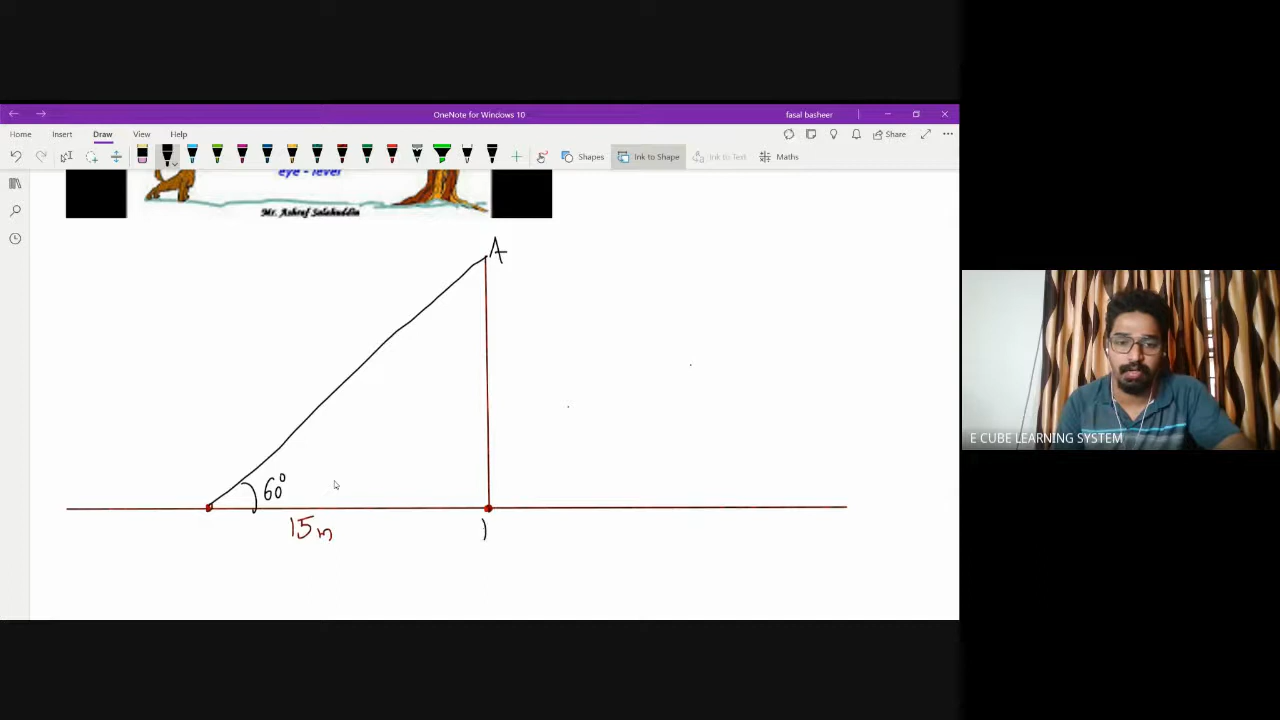 OneNote for Windows 10
fasal basheer
Home Insert Draw View Help
Share
Shapes
Ink to Shape
Ink to Text
Maths
eye - level
Mr. Ashraf Salahuddin
A
60°
15m
E CUBE LEARNING SYSTEM